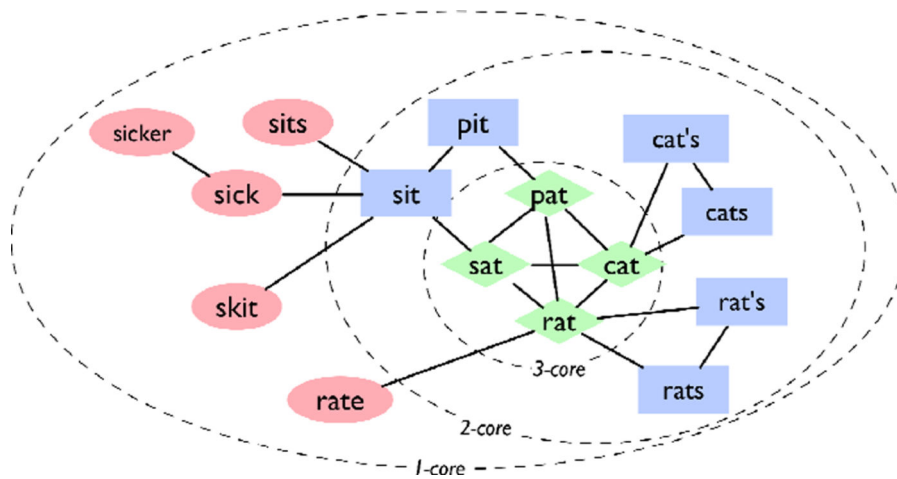 sicker
sits
pit
cat's
sick
sit
pat
cats
sat
cat
skit
rat
rat's
rate
3-core
rats
2-core
1-core